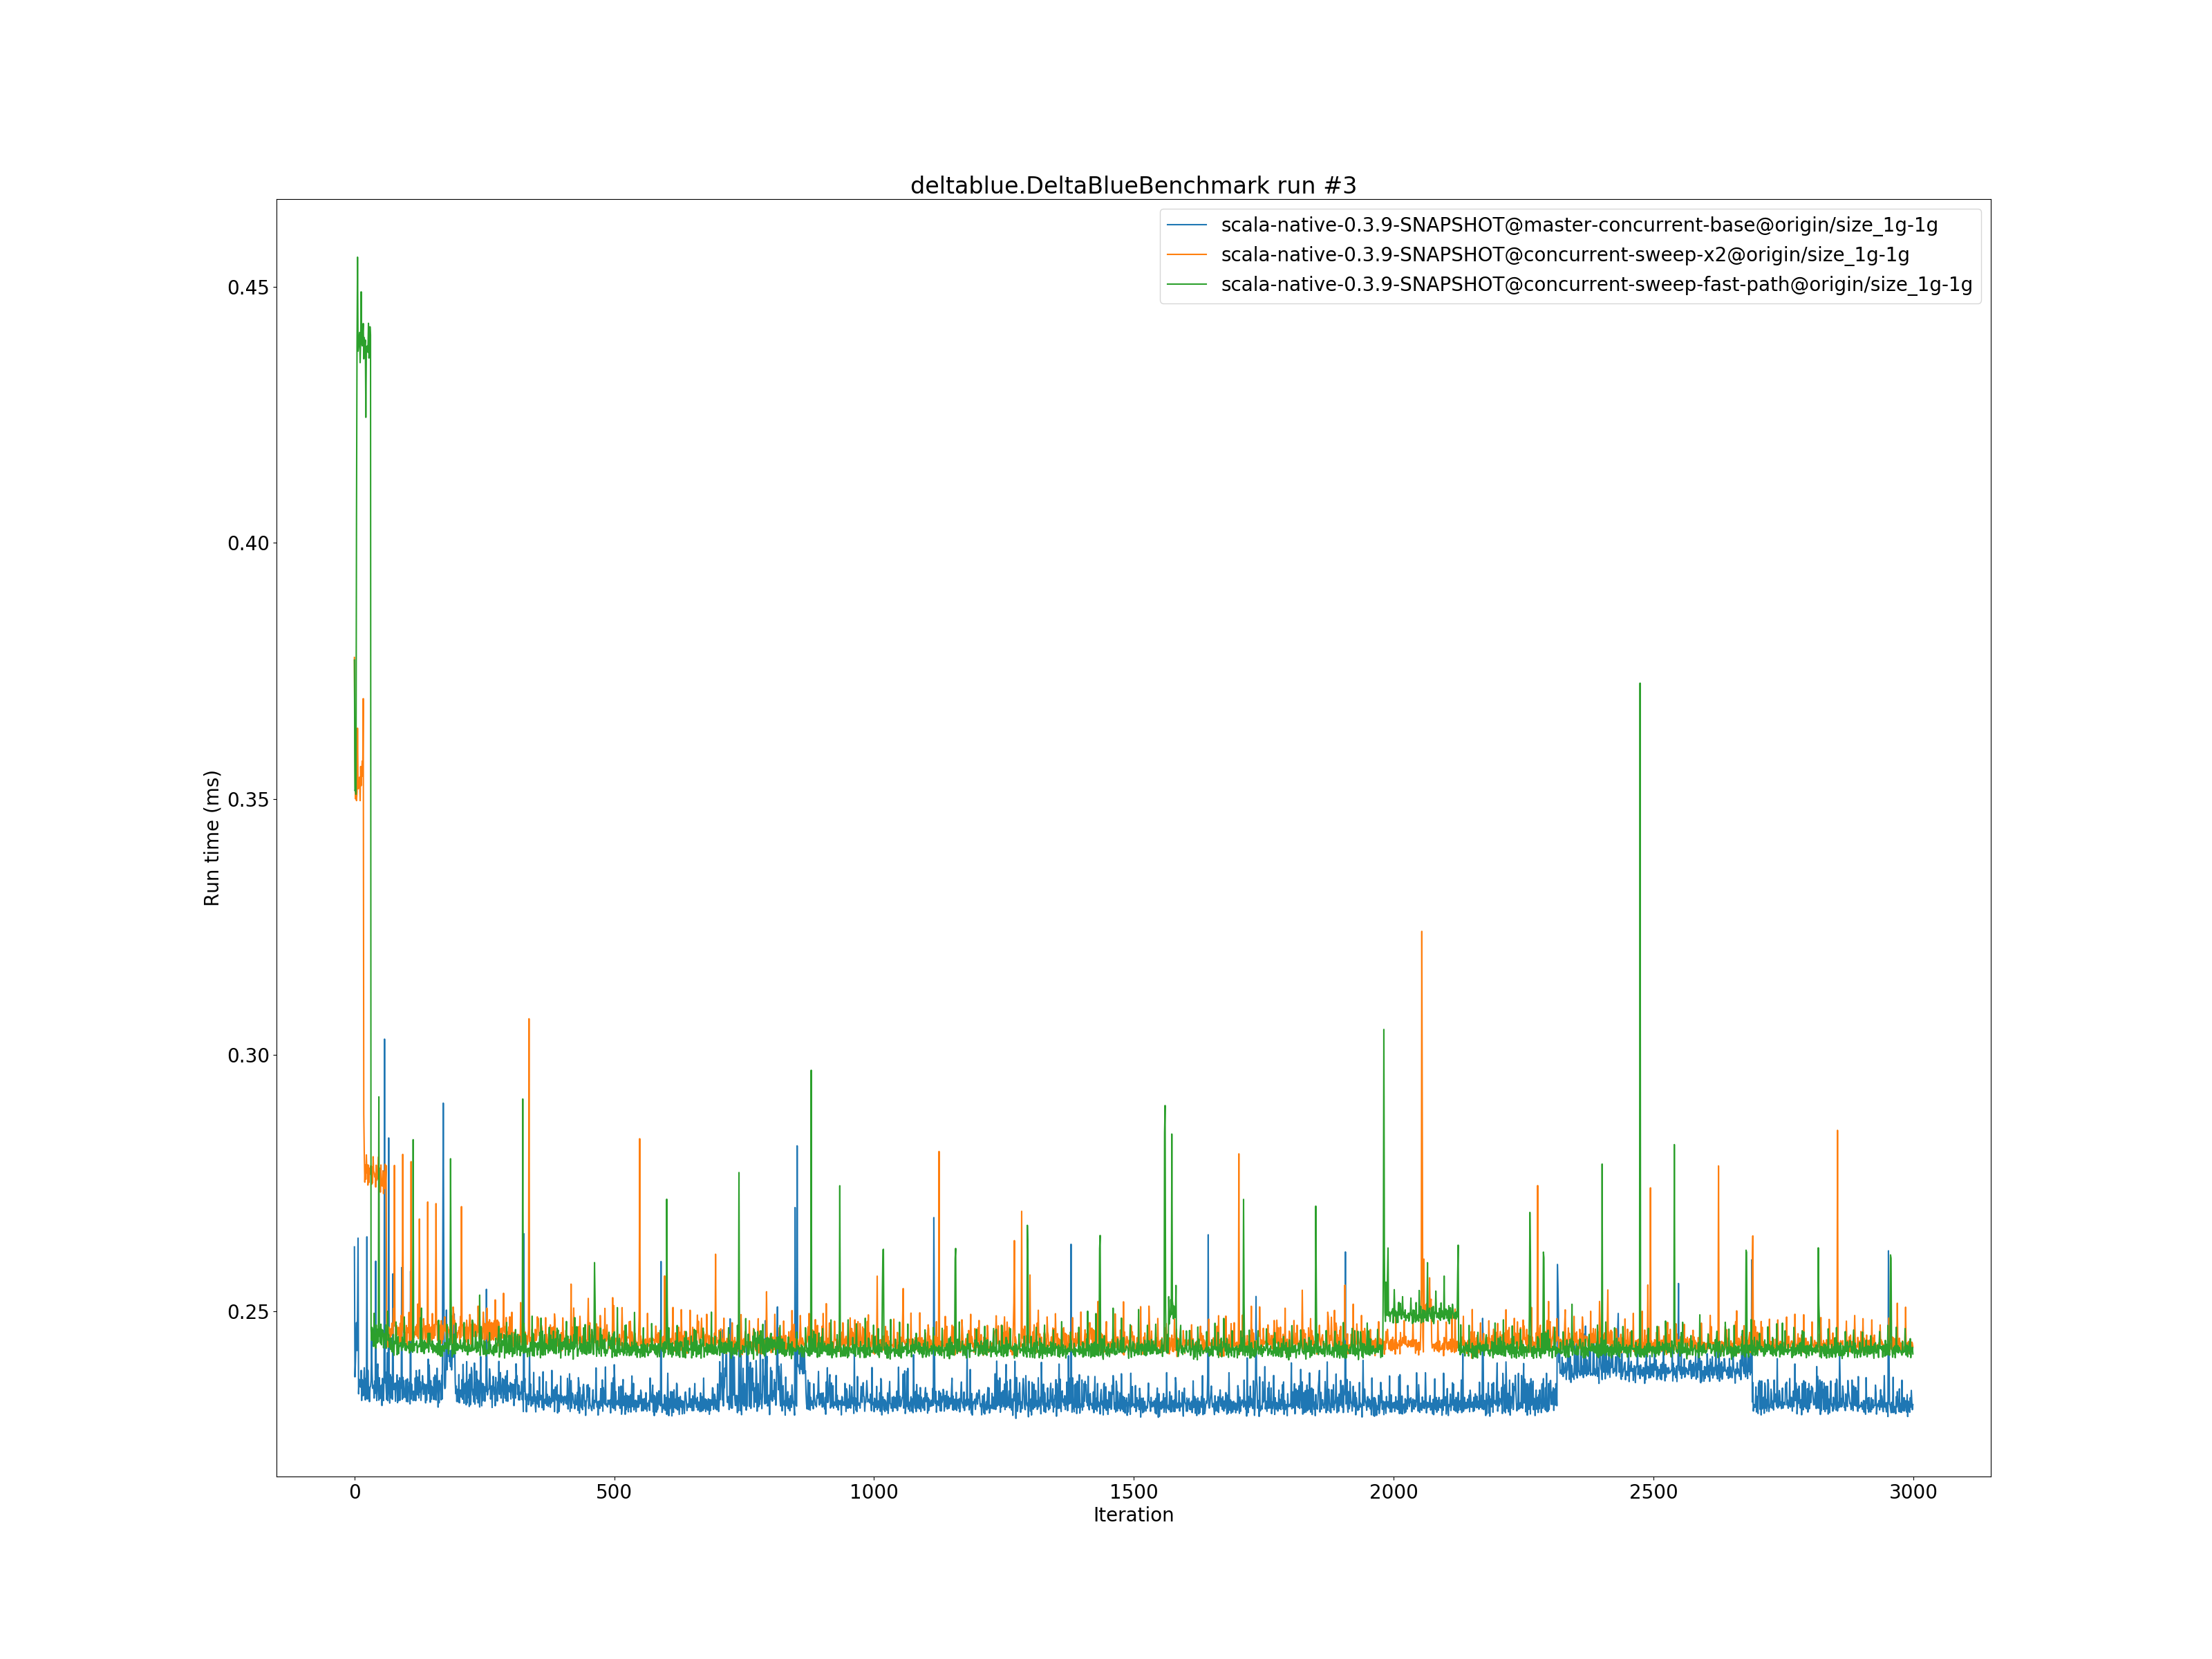 deltablue.DeltaBlueBenchmark run #3
scala-native-0.3.9-SNAPSHOT@master-concurrent-base@origin/size_1g-1g
scala-native-0.3.9-SNAPSHOT@concurrent-sweep-x2@origin/size_1g-1g
scala-native-0.3.9-SNAPSHOT@concurrent-sweep-fast-path@origin/size_1g-1g
0.45
0.40
0.35
0.30
0.25
Run time (ms)
0 500 1000 1500 2000 2500 3000
Iteration